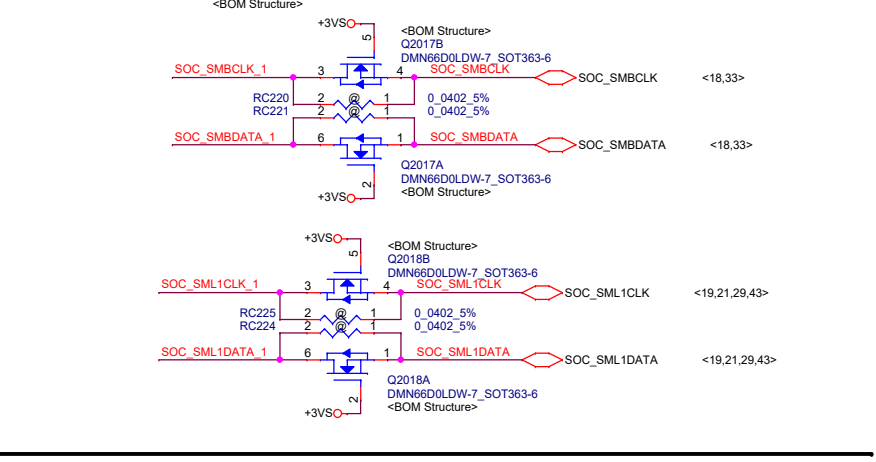 <BOM Structure>
+3VS
5
<BOM Structure>
Q2017B
DMN66D0LDW-7_SOT363-6
SOC_SMBCLK_1
3
4
SOC_SMBCLK
SOC_SMBCLK
<18,33>
RC220
2
@
1
0_0402_5%
RC221
2
@
1
0_0402_5%
SOC_SMBDATA_1
6
1
SOC_SMBDATA
SOC_SMBDATA
<18,33>
Q2017A
DMN66D0LDW-7_SOT363-6
2
<BOM Structure>
+3VS
+3VS
5
<BOM Structure>
Q2018B
DMN66D0LDW-7_SOT363-6
SOC_SML1CLK_1
3
4
SOC_SML1CLK
SOC_SML1CLK
<19,21,29,43>
RC225
2
@
1
0_0402_5%
RC224
2
@
1
0_0402_5%
SOC_SML1DATA_1
6
1
SOC_SML1DATA
SOC_SML1DATA
<19,21,29,43>
Q2018A
DMN66D0LDW-7_SOT363-6
2
<BOM Structure>
+3VS